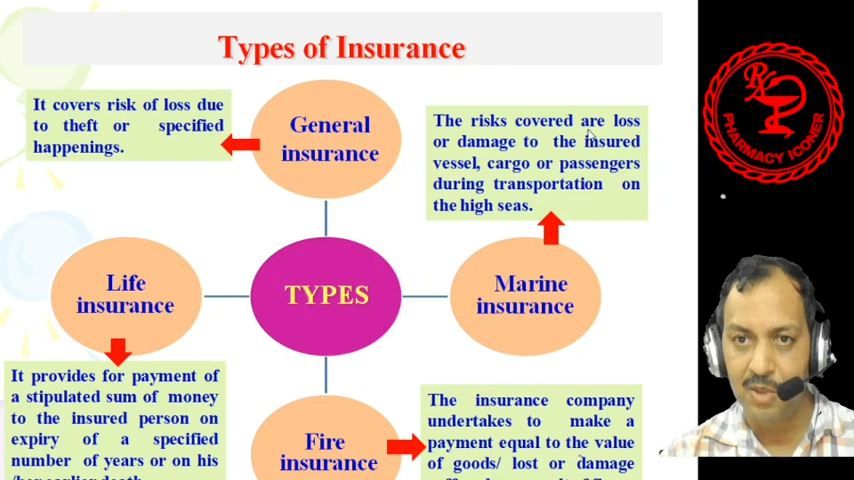 Types of Insurance
It covers risk of loss due
to theft or specified
happenings.
General
insurance
The risks covered are loss
or damage to the insured
vessel, cargo or passengers
during transportation on
the high seas.
Life
insurance
TYPES
Marine
insurance
It provides for payment of
a stipulated sum of money
to the insured person on
expiry of a specified
number of years or on his
/her earlier death
Fire
insurance
The insurance company
undertakes to make a
payment equal to the value
of goods/ lost or damage
PHARMACY ICONER